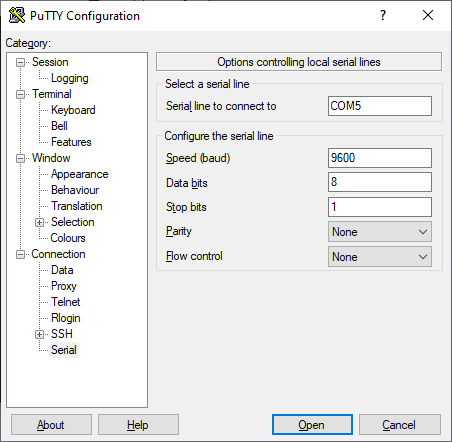 PuTTY Configuration
?
×
Category:
Session
Logging
Terminal
Keyboard
Bell
Features
Window
Appearance
Behaviour
Translation
Selection
Colours
Connection
Data
Proxy
Telnet
Rlogin
SSH
Serial
Options controlling local serial lines
Select a serial line
Serial line to connect to COM5
Configure the serial line
Speed (baud) 9600
Data bits 8
Stop bits 1
Parity None
Flow control None
About Help Open Cancel